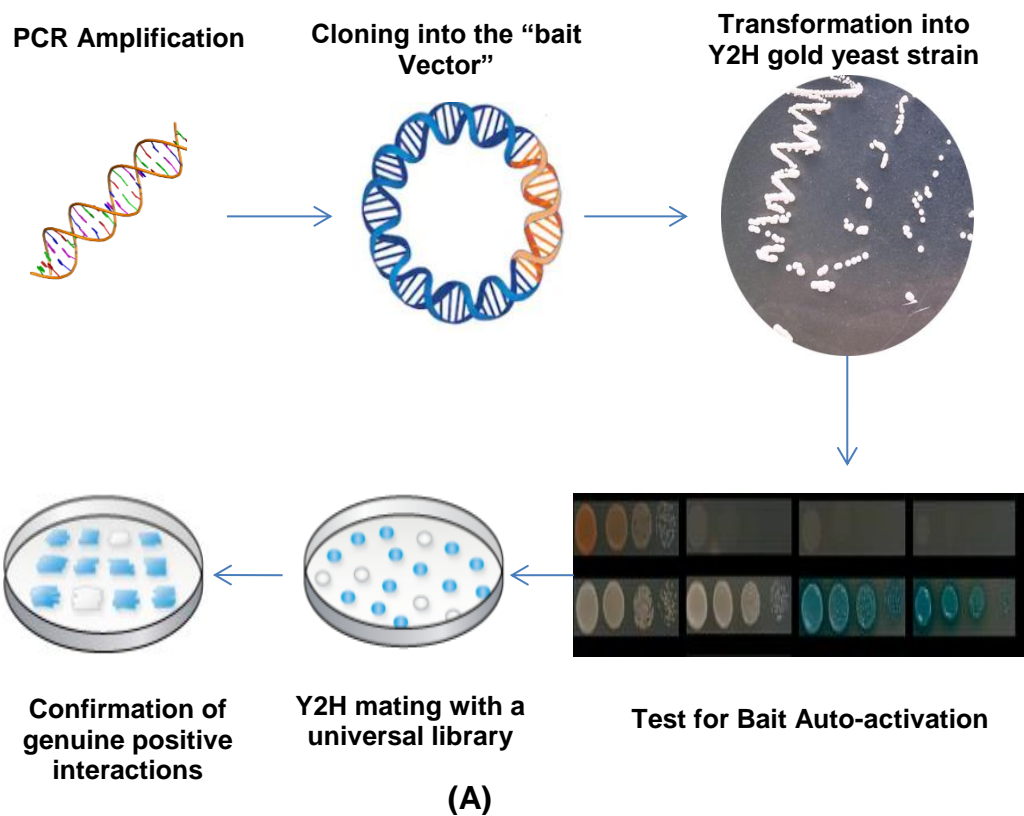 PCR Amplification
Cloning into the “bait
Vector”
Transformation into
Y2H gold yeast strain
Confirmation of
genuine positive
interactions
Y2H mating with a
universal library
Test for Bait Auto-activation
(A)